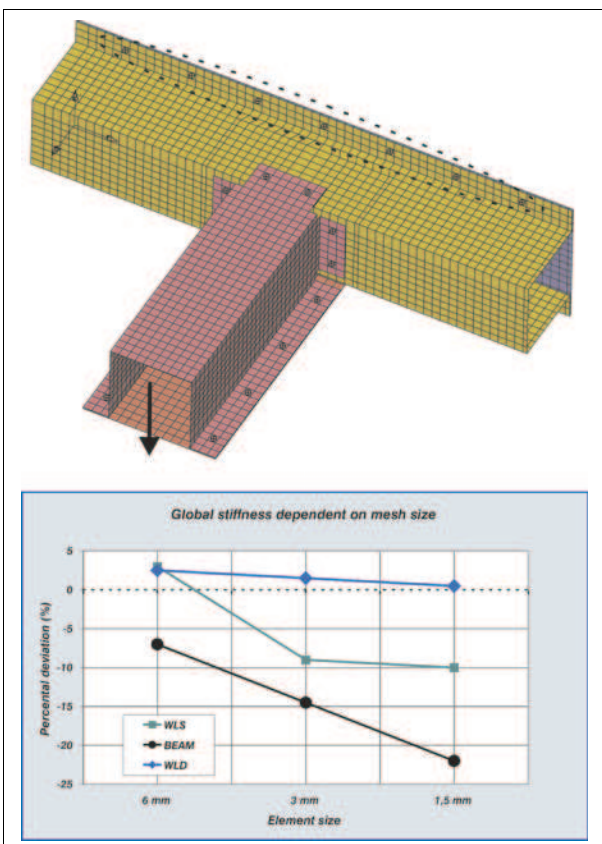 Global stiffness dependent on mesh size
Percental deviation (%)
5
0
-5
-10
-15
-20
-25
WLS
BEAM
WLD
6 mm
3 mm
1,5 mm
Element size